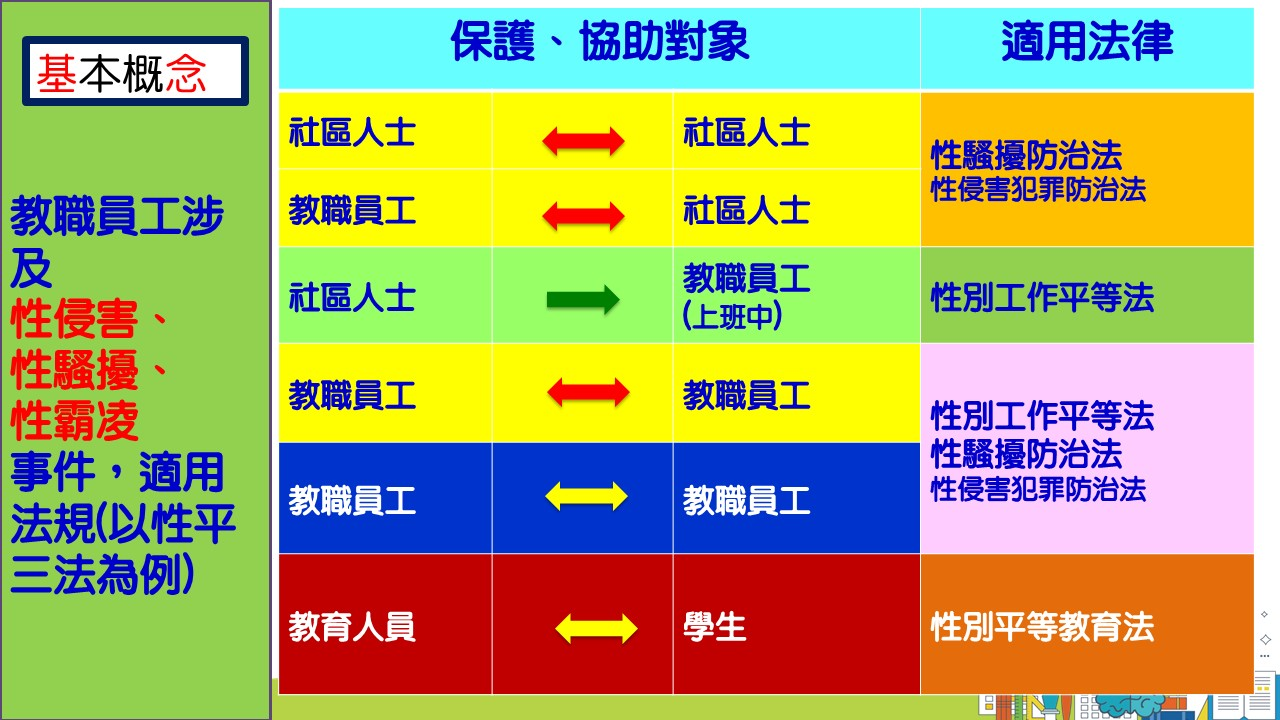 基本概念
教職員工涉
及
性侵害、
性騷擾、
性霸凌
事件，適用
法規(以性平
三法為例)
保護、協助對象
適用法律
社區人士
社區人士
教職員工
社區人士
性騷擾防治法
性侵害犯罪防治法
社區人士
教職員工
(上班中)
性別工作平等法
教職員工
教職員工
教職員工
教職員工
性別工作平等法
性騷擾防治法
性侵害犯罪防治法
教育人員
學生
性別平等教育法